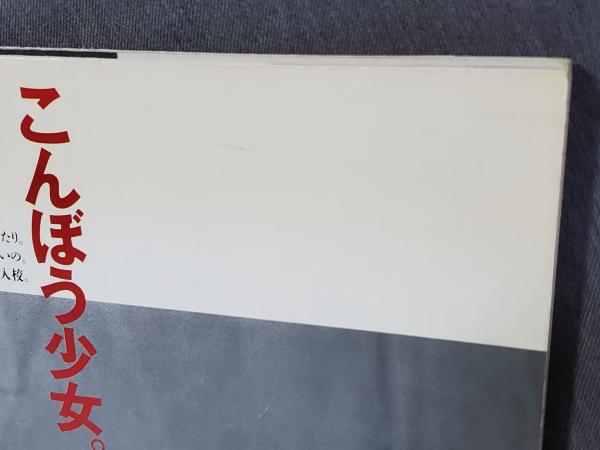 こんぼう少女。
たり。
いの。
入校。